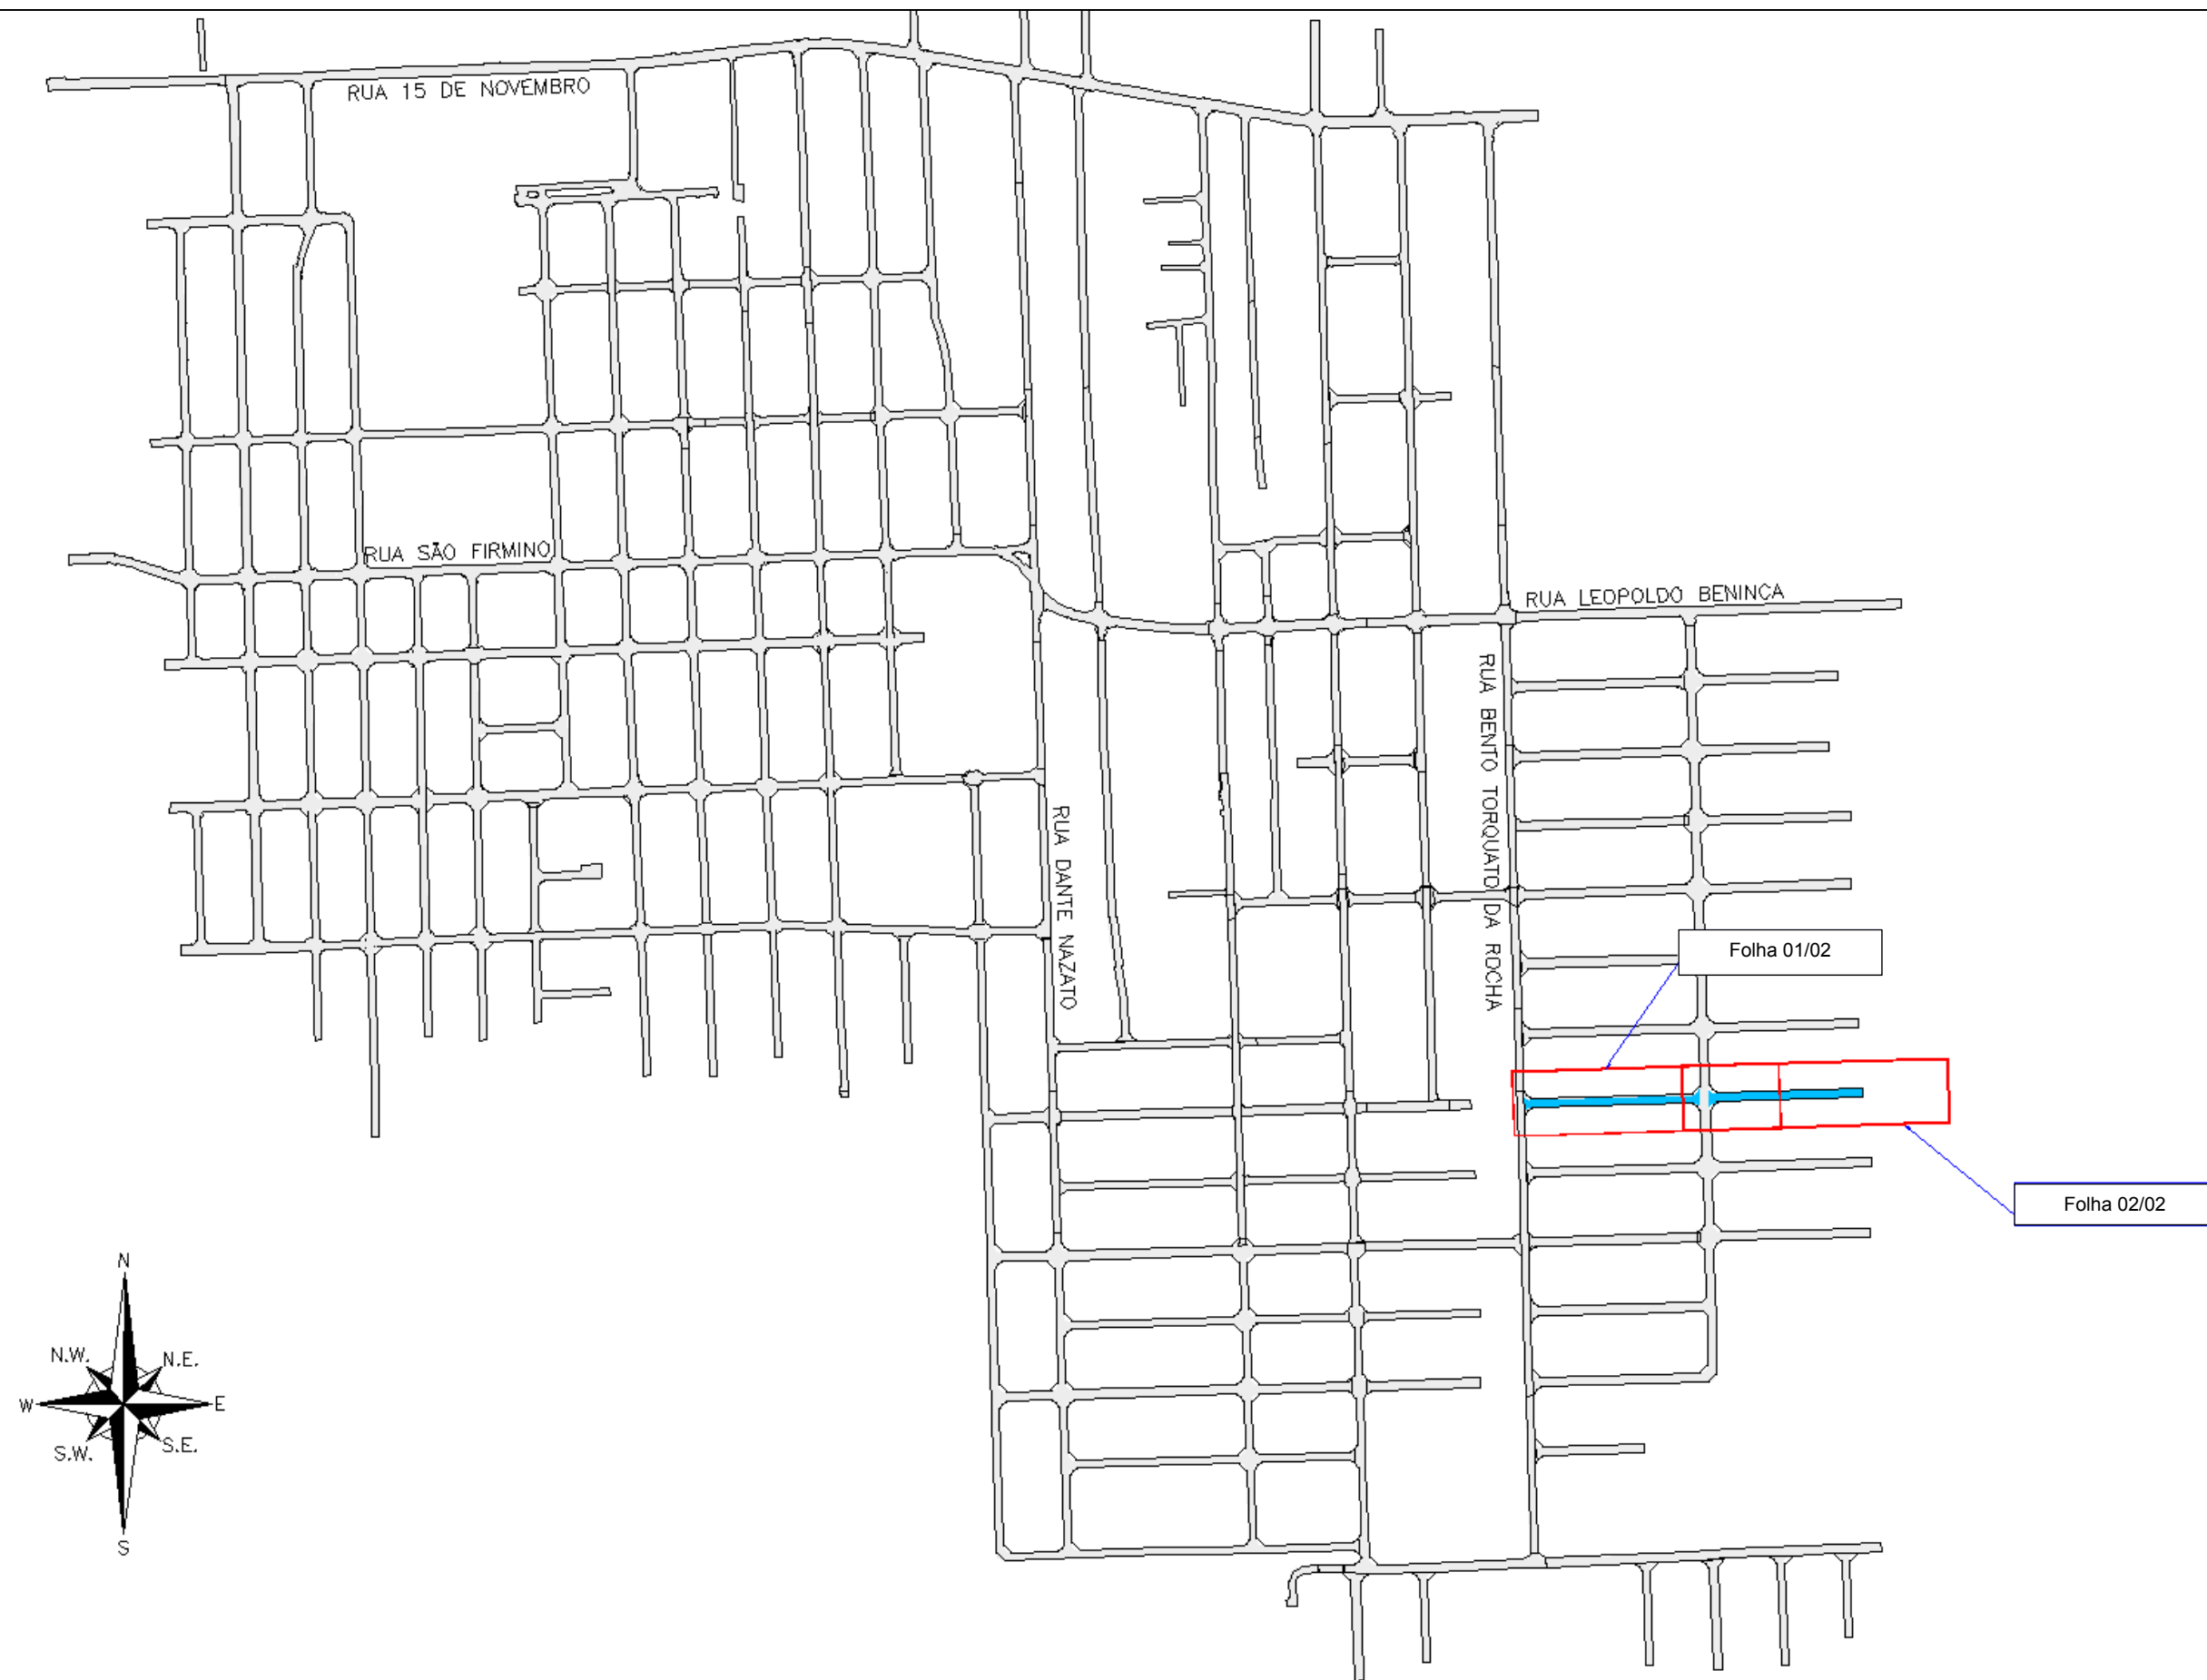 RUA 15 DE NOVEMBRO
RUA SÃO FIRMINO
RUA LEOPOLDO BENINCA
RUA BENTO TORQUATO DA ROCHA
RUA DANTE NAZATO
Folha 01/02
Folha 02/02
N
N.W.
N.E.
W
E
S.W.
S.E.
S